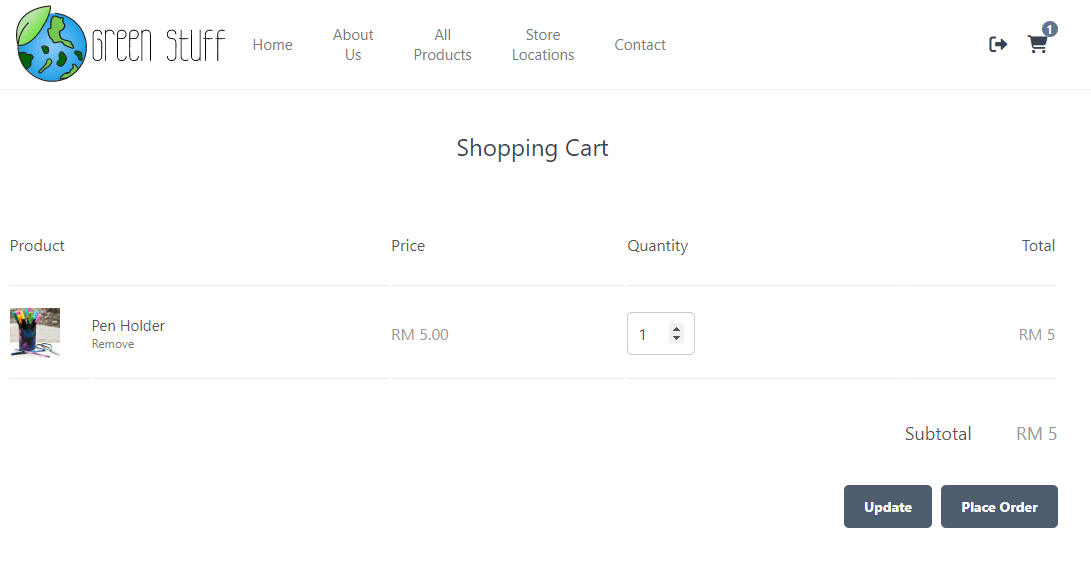 Green Stuff
Home
About
Us
All
Products
Store
Locations
Contact
1
Shopping Cart
Product Price Quantity Total
Pen Holder
Remove
RM 5.00
1
RM 5
Subtotal RM 5
Update Place Order